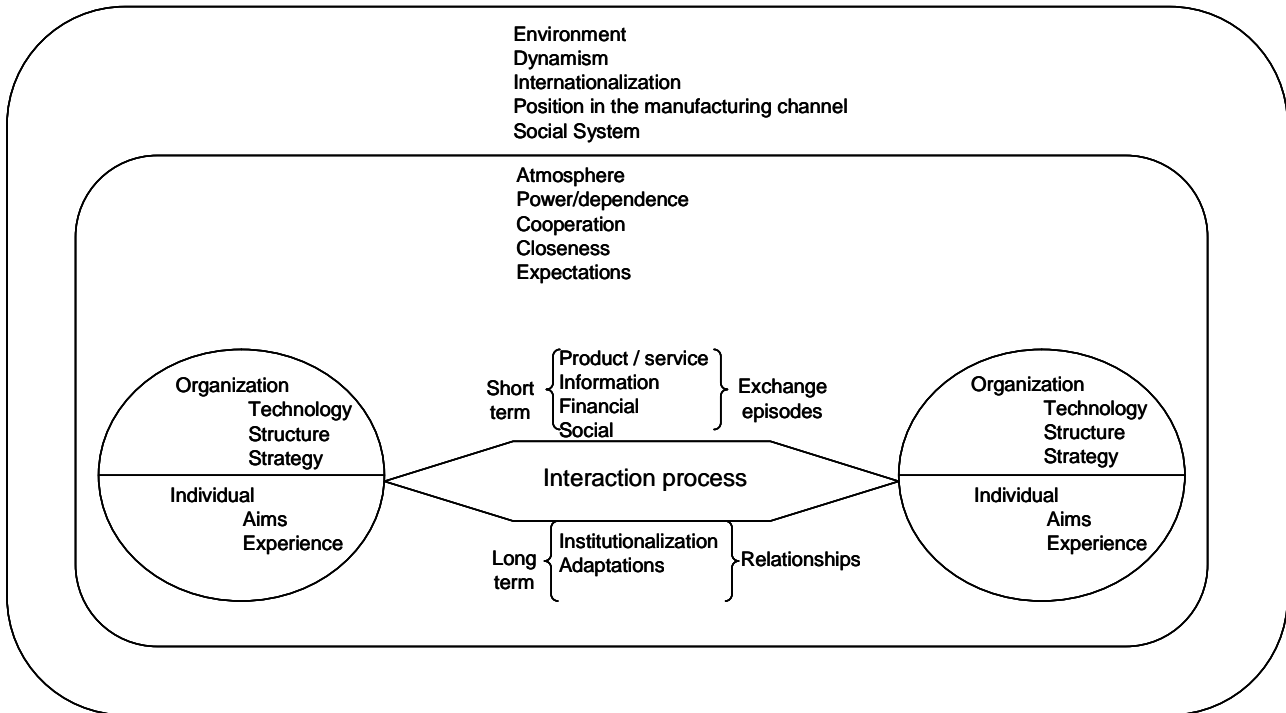 Environment
Dynamism
Internationalization
Position in the manufacturing channel
Social System
Atmosphere
Power/dependence
Cooperation
Closeness
Expectations
Organization
Technology
Structure
Strategy
Individual
Aims
Experience
Short
term
Product / service
Information
Financial
Social
Exchange
episodes
Interaction process
Long
term
Institutionalization
Adaptations
Relationships
Organization
Technology
Structure
Strategy
Individual
Aims
Experience